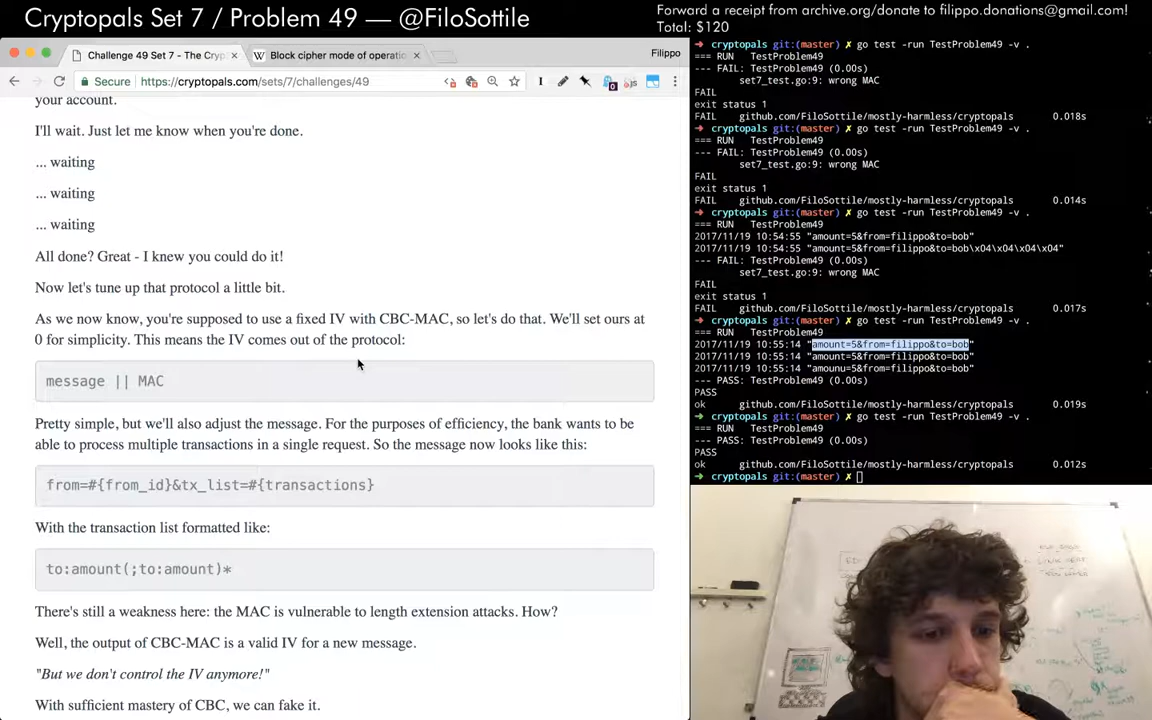 Cryptopals Set 7 / Problem 49 — @FiloSottile
Forward a receipt from archive.org/donate to filippo.donations@gmail.com!
Total: $120
Challenge 49 Set 7 - The Cryp
Block cipher mode of operatio
Filippo
Secure
https://cryptopals.com/sets/7/challenges/49
your account.
I'll wait. Just let me know when you're done.
... waiting
... waiting
... waiting
All done? Great - I knew you could do it!
Now let's tune up that protocol a little bit.
As we now know, you're supposed to use a fixed IV with CBC-MAC, so let's do that. We'll set ours at
0 for simplicity. This means the IV comes out of the protocol:
message || MAC
Pretty simple, but we'll also adjust the message. For the purposes of efficiency, the bank wants to be
able to process multiple transactions in a single request. So the message now looks like this:
from=#{from_id}&tx_list=#{transactions}
With the transaction list formatted like:
to:amount(;to:amount)*
There's still a weakness here: the MAC is vulnerable to length extension attacks. How?
Well, the output of CBC-MAC is a valid IV for a new message.
"But we don't control the IV anymore!"
With sufficient mastery of CBC, we can fake it.
➜ cryptopals git:(master) ✗ go test -run TestProblem49 -v .
=== RUN TestProblem49
--- FAIL: TestProblem49 (0.00s)
set7_test.go:9: wrong MAC
FAIL
exit status 1
FAIL github.com/FiloSottile/mostly-harmless/cryptopals 0.018s
➜ cryptopals git:(master) ✗ go test -run TestProblem49 -v .
=== RUN TestProblem49
--- FAIL: TestProblem49 (0.00s)
set7_test.go:9: wrong MAC
FAIL
exit status 1
FAIL github.com/FiloSottile/mostly-harmless/cryptopals 0.014s
➜ cryptopals git:(master) ✗ go test -run TestProblem49 -v .
=== RUN TestProblem49
2017/11/19 10:54:55 "amount=5&from=filippo&to=bob"
2017/11/19 10:54:55 "amount=5&from=filippo&to=bob\x04\x04\x04\x04"
--- FAIL: TestProblem49 (0.00s)
set7_test.go:9: wrong MAC
FAIL
exit status 1
FAIL github.com/FiloSottile/mostly-harmless/cryptopals 0.017s
➜ cryptopals git:(master) ✗ go test -run TestProblem49 -v .
=== RUN TestProblem49
2017/11/19 10:55:14 "amount=5&from=filippo&to=bob"
2017/11/19 10:55:14 "amount=5&from=filippo&to=bob"
2017/11/19 10:55:14 "amounu=5&from=filippo&to=bob"
--- PASS: TestProblem49 (0.00s)
PASS
ok github.com/FiloSottile/mostly-harmless/cryptopals 0.019s
➜ cryptopals git:(master) ✗ go test -run TestProblem49 -v .
=== RUN TestProblem49
--- PASS: TestProblem49 (0.00s)
PASS
ok github.com/FiloSottile/mostly-harmless/cryptopals 0.012s
➜ cryptopals git:(master) ✗